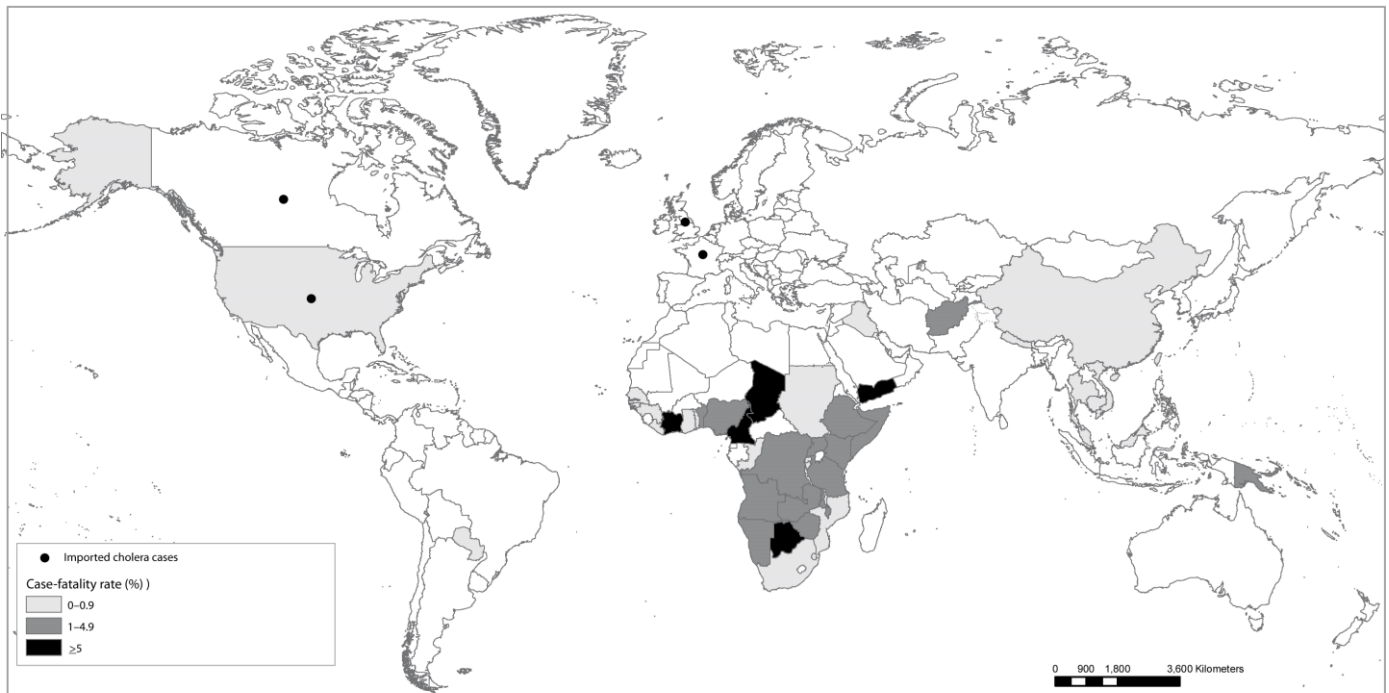 Imported cholera cases
Case-fatality rate (%) )
0–0.9
1–4.9
≥5
0 900 1,800 3,600 Kilometers